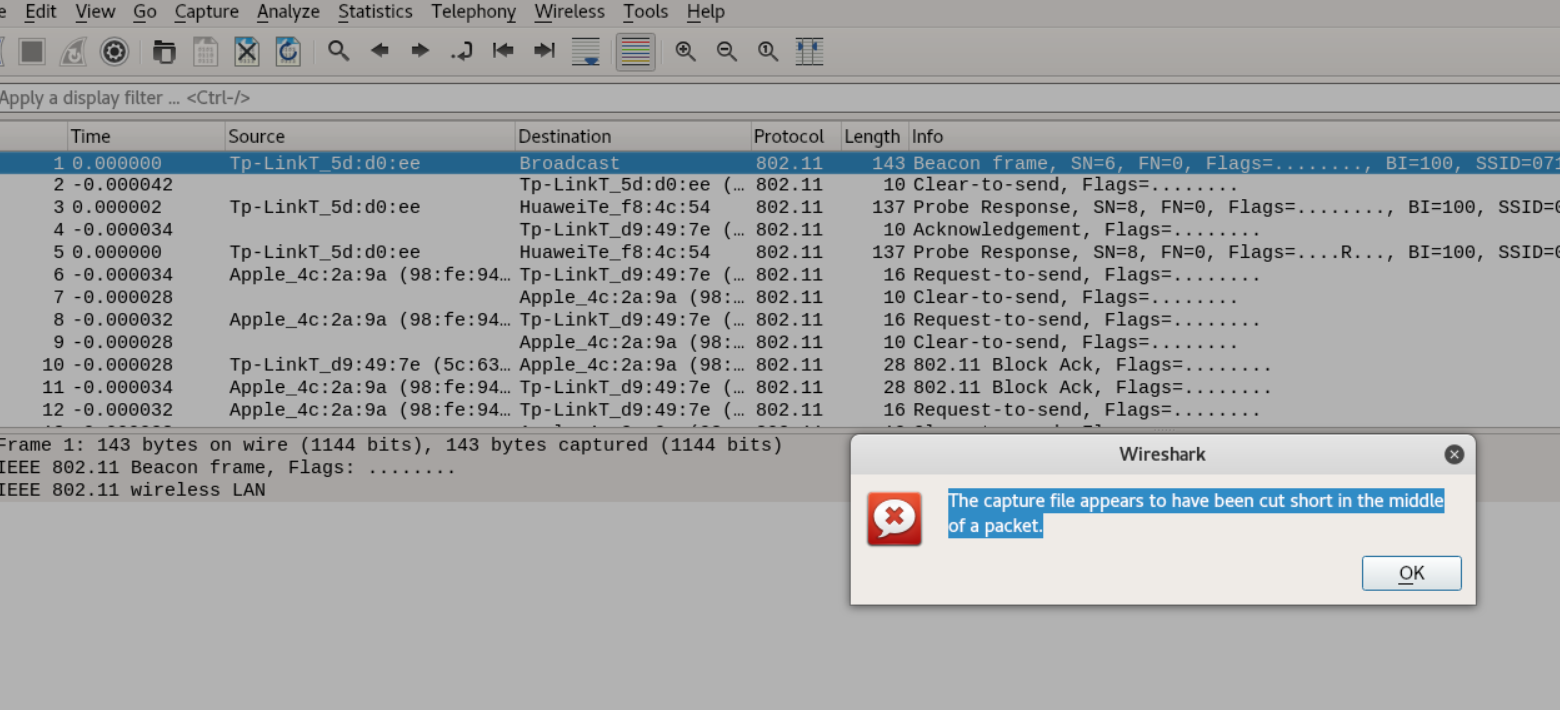 e Edit View Go Capture Analyze Statistics Telephony Wireless Tools Help
Apply a display filter ... <Ctrl-/>
Time Source Destination Protocol Length Info
1 0.000000 Tp-LinkT_5d:d0:ee Broadcast 802.11 143 Beacon frame, SN=6, FN=0, Flags=........, BI=100, SSID=071
2 -0.000042 Tp-LinkT_5d:d0:ee (… 802.11 10 Clear-to-send, Flags=........
3 0.000002 Tp-LinkT_5d:d0:ee HuaweiTe_f8:4c:54 802.11 137 Probe Response, SN=8, FN=0, Flags=........, BI=100, SSID=0
4 -0.000034 Tp-LinkT_d9:49:7e (… 802.11 10 Acknowledgement, Flags=........
5 0.000000 Tp-LinkT_5d:d0:ee HuaweiTe_f8:4c:54 802.11 137 Probe Response, SN=8, FN=0, Flags=....R..., BI=100, SSID=0
6 -0.000034 Apple_4c:2a:9a (98:fe:94… Tp-LinkT_d9:49:7e (… 802.11 16 Request-to-send, Flags=........
7 -0.000028 Apple_4c:2a:9a (98:… 802.11 10 Clear-to-send, Flags=........
8 -0.000032 Apple_4c:2a:9a (98:fe:94… Tp-LinkT_d9:49:7e (… 802.11 16 Request-to-send, Flags=........
9 -0.000028 Apple_4c:2a:9a (98:… 802.11 10 Clear-to-send, Flags=........
10 -0.000028 Tp-LinkT_d9:49:7e (5c:63… Apple_4c:2a:9a (98:… 802.11 28 802.11 Block Ack, Flags=........
11 -0.000034 Apple_4c:2a:9a (98:fe:94… Tp-LinkT_d9:49:7e (… 802.11 28 802.11 Block Ack, Flags=........
12 -0.000032 Apple_4c:2a:9a (98:fe:94… Tp-LinkT_d9:49:7e (… 802.11 16 Request-to-send, Flags=........
Frame 1: 143 bytes on wire (1144 bits), 143 bytes captured (1144 bits)
IEEE 802.11 Beacon frame, Flags: ........
IEEE 802.11 wireless LAN
Wireshark
The capture file appears to have been cut short in the middle
of a packet.
OK